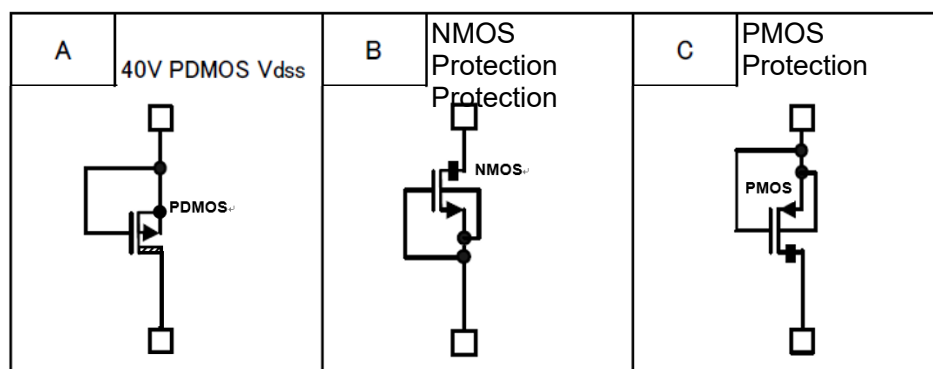 A
40V PDMOS Vdss
B
NMOS
Protection
Protection
C
PMOS
Protection
PDMOS
NMOS
PMOS